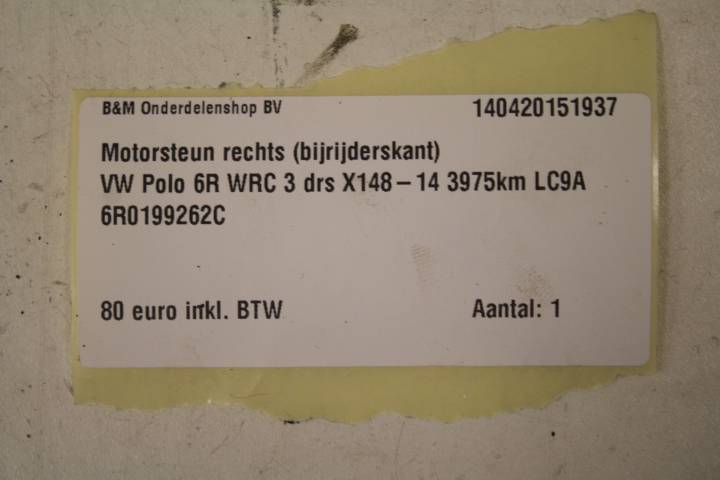 B&M Onderdelenshop BV 140420151937
Motorsteun rechts (bijrijderskant)
VW Polo 6R WRC 3 drs X148-14 3975km LC9A
6R0199262C
80 euro inkl. BTW Aantal: 1